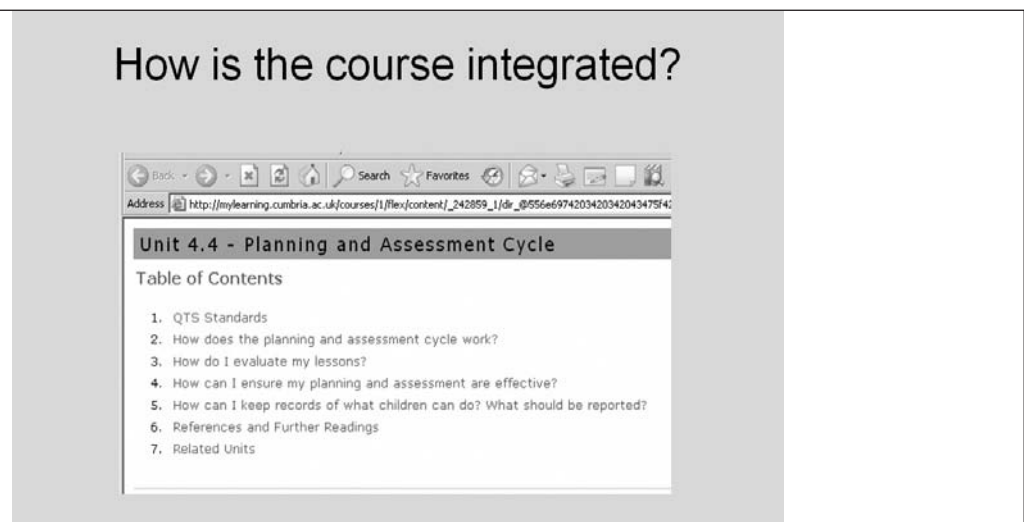 How is the course integrated?
Back Search Favorites
Address http://mylearning.cumbria.ac.uk/courses/1/flex/content/_242859_1/dir_@556e6974203420342043475f42
Unit 4.4 - Planning and Assessment Cycle
Table of Contents
1. QTS Standards
2. How does the planning and assessment cycle work?
3. How do I evaluate my lessons?
4. How can I ensure my planning and assessment are effective?
5. How can I keep records of what children can do? What should be reported?
6. References and Further Readings
7. Related Units